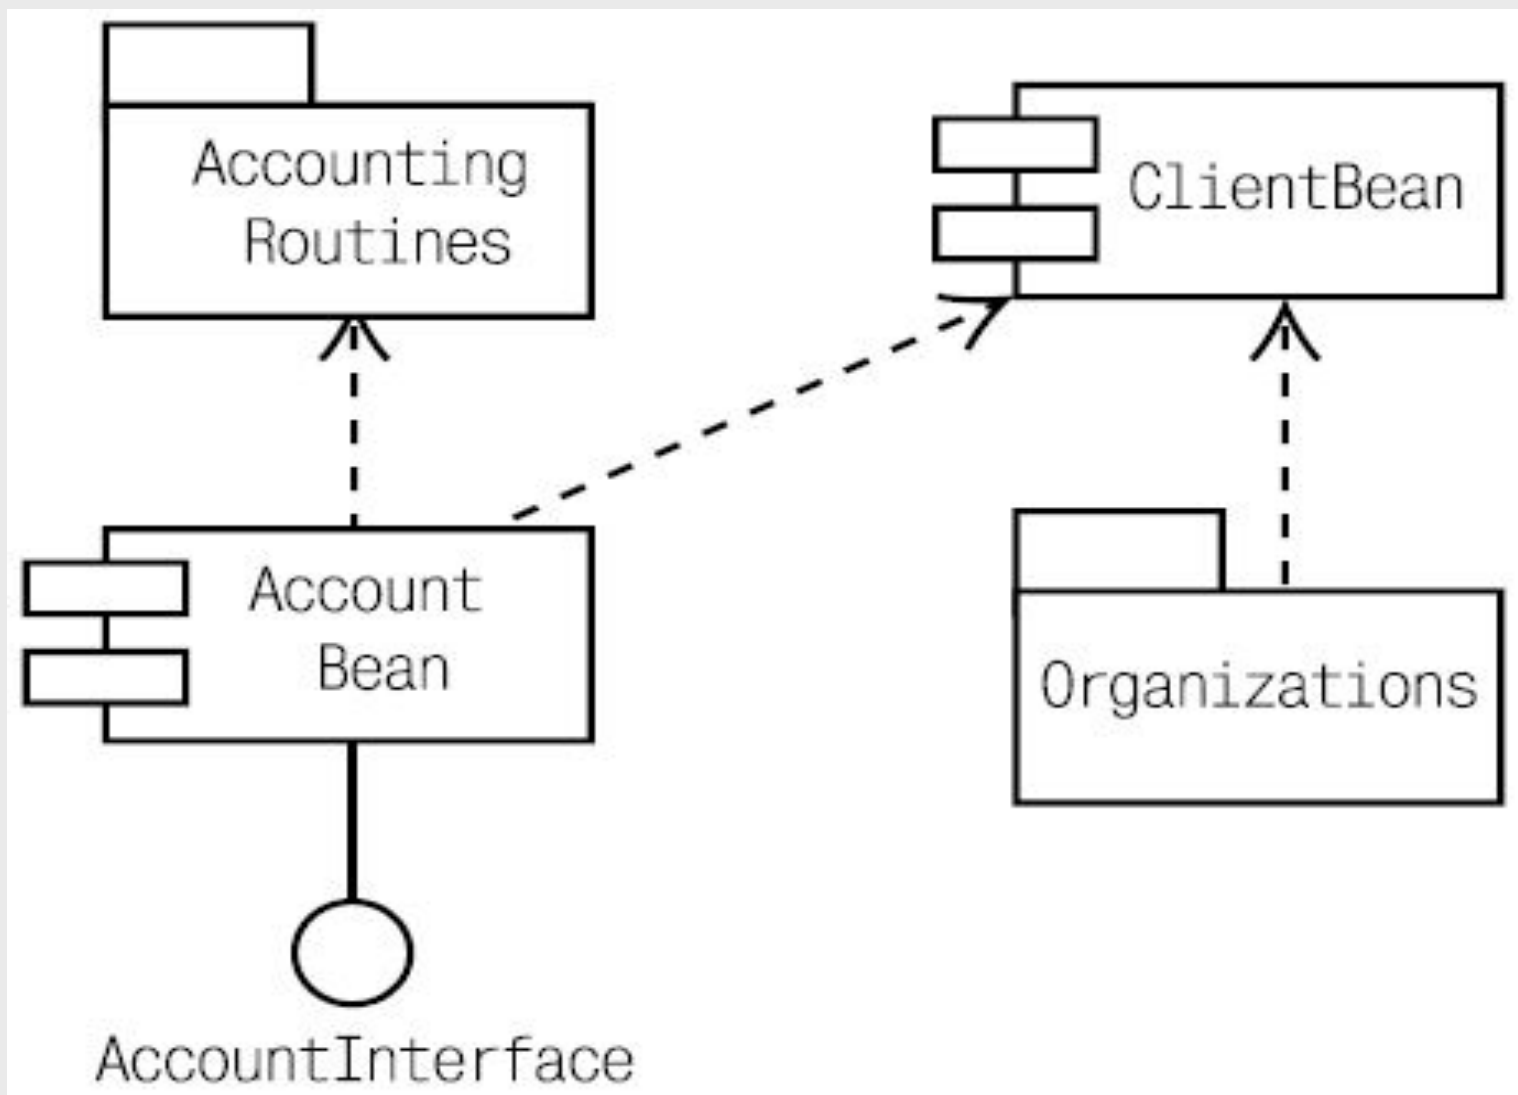 Accounting
Routines
ClientBean
Account
Bean
Organizations
AccountInterface